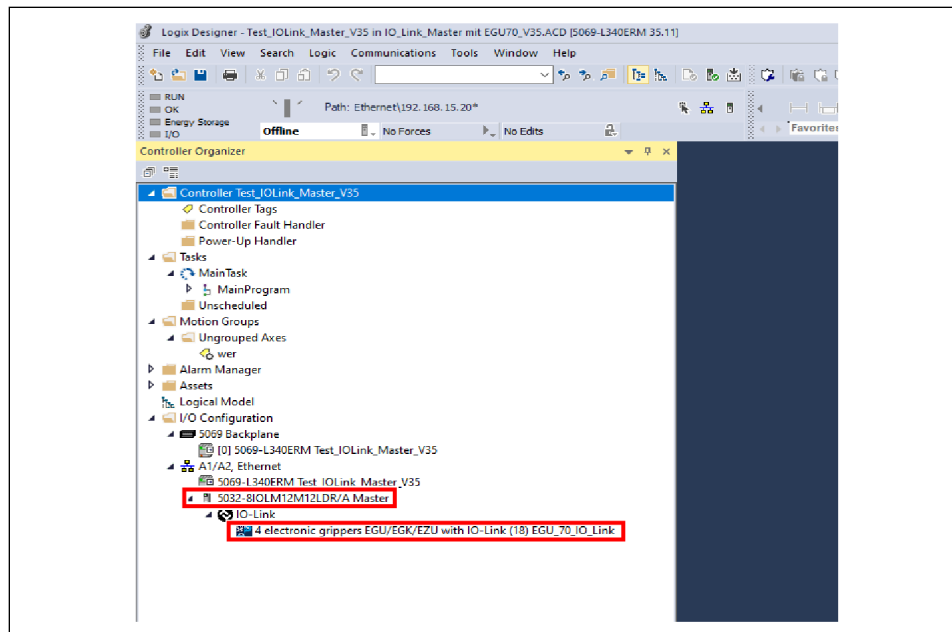 Logix Designer - Test_IOLink_Master_V35 in IO_Link_Master mit EGU70_V35.ACD [5069-L340ERM 35.11]
File Edit View Search Logic Communications Tools Window Help
RUN
OK
Energy Storage
I/O
Path: Ethernet\192.168.15.20*
Offline No Forces No Edits
Favorites
Controller Organizer
Controller Test_IOLink_Master_V35
Controller Tags
Controller Fault Handler
Power-Up Handler
Tasks
MainTask
MainProgram
Unscheduled
Motion Groups
Ungrouped Axes
wer
Alarm Manager
Assets
Logical Model
I/O Configuration
5069 Backplane
[0] 5069-L340ERM Test_IOLink_Master_V35
A1/A2, Ethernet
5069-L340ERM Test_IOLink_Master_V35
5032-8IOLM12M12LDR/A Master
IO-Link
4 electronic grippers EGU/EGK/EZU with IO-Link (18) EGU_70_IO_Link